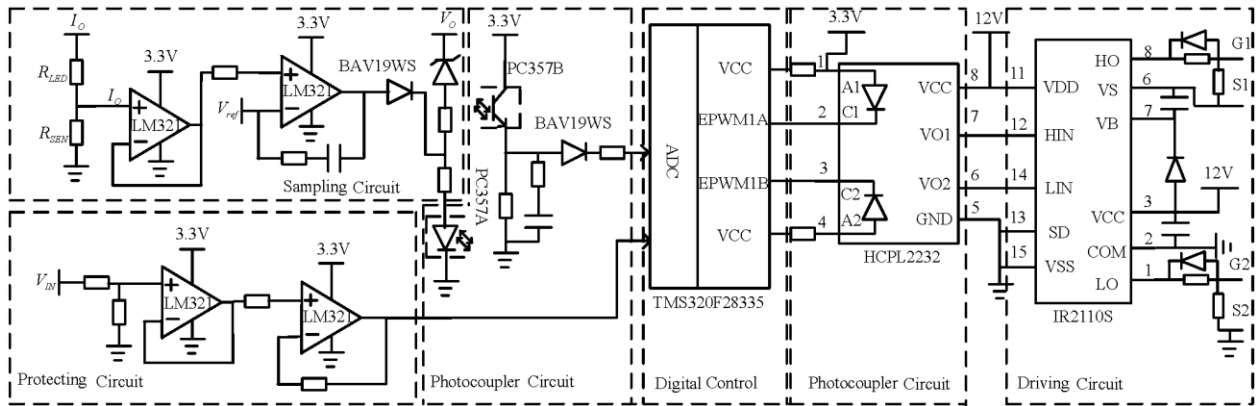 I_O
3.3V
R_LED
I_O
R_SEN
LM321
3.3V
V_ref
LM321
BAV19WS
V_O
Sampling Circuit
3.3V
PC357B
BAV19WS
PC357A
V_IN
3.3V
LM321
3.3V
LM321
Protecting Circuit
Photocoupler Circuit
ADC
VCC
EPWM1A
EPWM1B
VCC
TMS320F28335
Digital Control
3.3V
1
2
3
4
A1
C1
C2
A2
VCC
VO1
VO2
GND
8
7
6
5
HCPL2232
Photocoupler Circuit
12V
11
12
14
13
15
VDD
HIN
LIN
SD
VSS
HO
VS
VB
VCC
COM
LO
8
6
7
3
2
1
IR2110S
G1
S1
12V
G2
S2
Driving Circuit